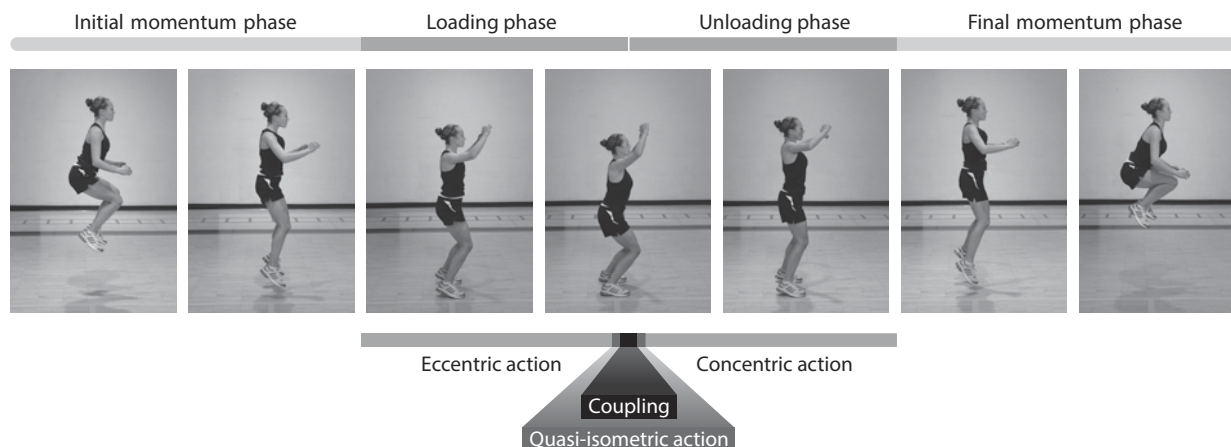 Initial momentum phase Loading phase Unloading phase Final momentum phase
Eccentric action Concentric action
Coupling
Quasi-isometric action